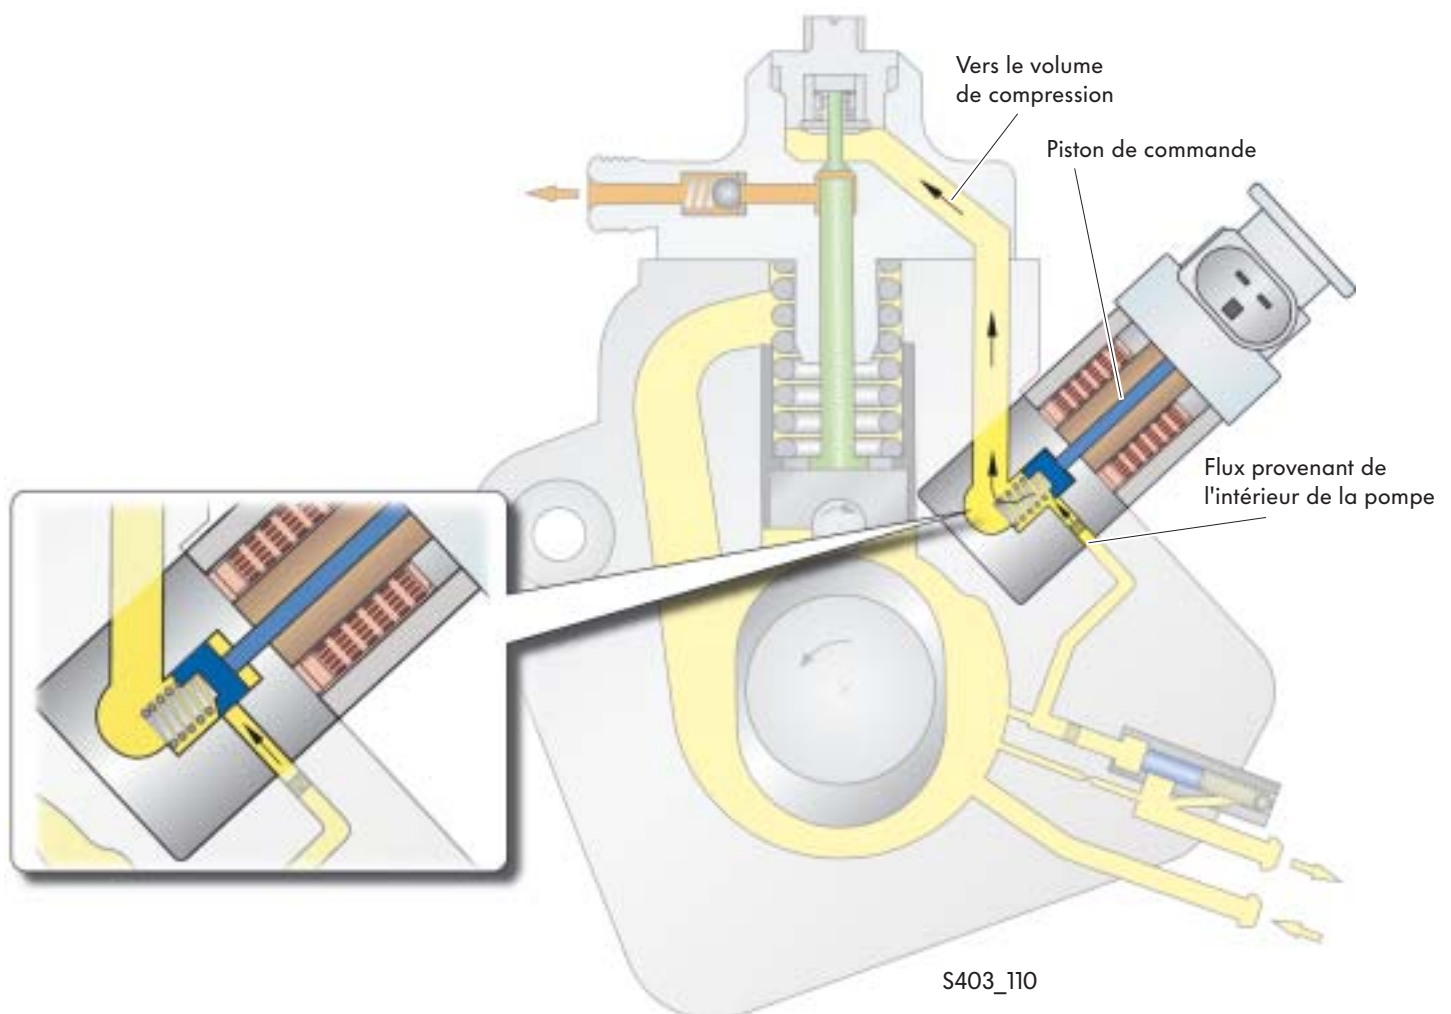 Vers le volume
de compression
Piston de commande
Flux provenant de
l'intérieur de la pompe
S403_110